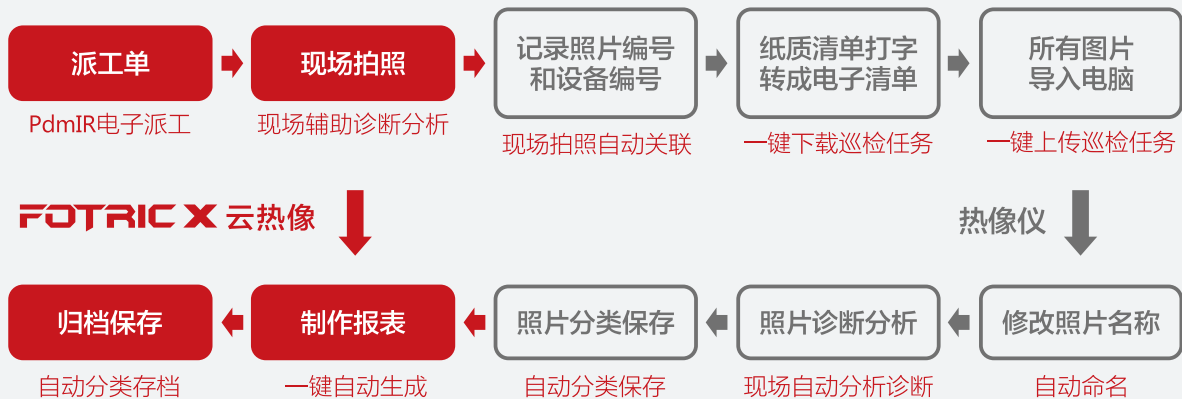 派工单
现场拍照
记录照片编号
和设备编号
纸质清单打字
转成电子清单
所有图片
导入电脑
PdmIR电子派工
现场辅助诊断分析
现场拍照自动关联
一键下载巡检任务
一键上传巡检任务
FOTRIC X 云热像
热像仪
归档保存
制作报表
照片分类保存
照片诊断分析
修改照片名称
自动分类存档
一键自动生成
自动分类保存
现场自动分析诊断
自动命名